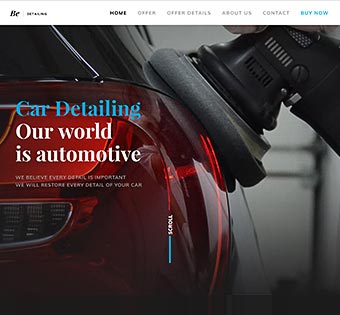 Be DETAILING
HOME OFFER OFFER DETAILS ABOUT US CONTACT BUY NOW
Car Detailing
Our world
is automotive
WE BELIEVE EVERY DETAIL IS IMPORTANT
WE WILL RESTORE EVERY DETAIL OF YOUR CAR
SCROLL